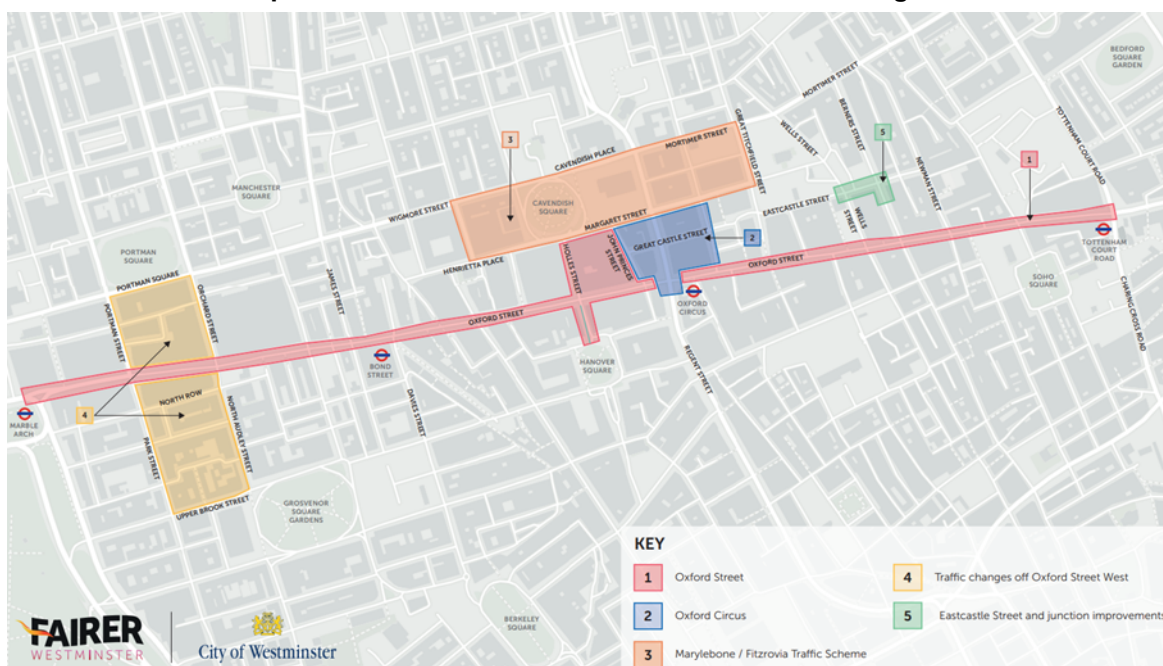 BEDFORD
SQUARE
GARDEN
MORTIMER STREET
TOTTENHAM COURT ROAD
BERNERS STREET
GREAT TITCHFIELD STREET
WELLS STREET
MORTIMER STREET
5
3
1
CAVENDISH PLACE
NEWMAN STREET
MANCHESTER
SQUARE
WIGMORE STREET
CAVENDISH
SQUARE
EASTCASTLE STREET
WELLS
STREET
MARGARET STREET
GREAT CASTLE STREET
2
JOHN PRINCES
STREET
HOLLES STREET
HENRIETTA PLACE
TOTTENHAM
COURT
ROAD
PORTMAN
SQUARE
PORTMAN SQUARE
ORCHARD STREET
PORTMAN STREET
JAMES STREET
OXFORD STREET
OXFORD STREET
OXFORD
CIRCUS
SOHO
SQUARE
CHARING CROSS ROAD
HANOVER
SQUARE
REGENT STREET
BOND
STREET
DAVIES STREET
NORTH ROW
4
MARBLE
ARCH
PARK STREET
NORTH AUDLEY STREET
UPPER BROOK STREET
GROSVENOR
SQUARE
GARDENS
BERKELEY
SQUARE
KEY
1 Oxford Street
2 Oxford Circus
3 Marylebone / Fitzrovia Traffic Scheme
4 Traffic changes off Oxford Street West
5 Eastcastle Street and junction improvements
FAIRER
WESTMINSTER
City of Westminster